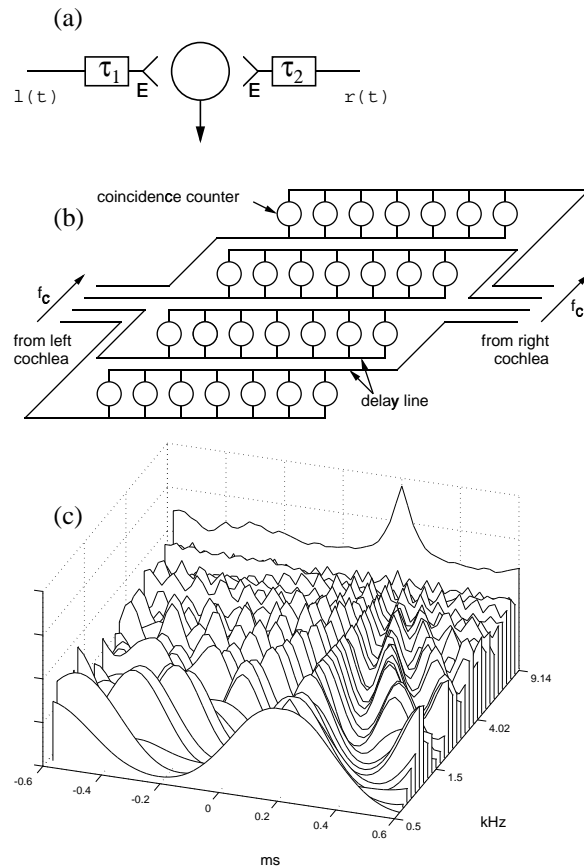 (a)
τ1 τ2
E E
l(t) r(t)
coincidence counter
(b)
fc fc
from left cochlea
from right cochlea
delay line
(c)
9.14
4.02
1.5
0.5
kHz
-0.6 -0.4 -0.2 0 0.2 0.4 0.6
ms